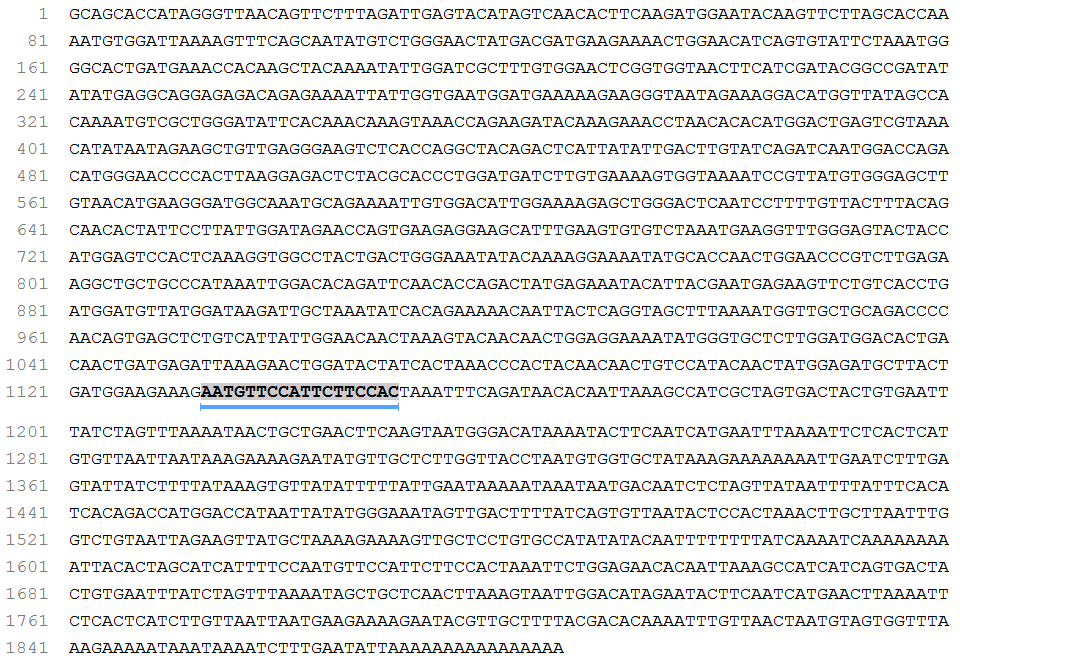 1 GCAGCACCATAGGGTTAACAGTTCTTTAGATTGAGTACATAGTCAACACTTCAAGATGGAATACAAGTTCTTAGCACCAA
81 AATGTGGATTAAAAGTTTCAGCAATATGTCTGGGAACTATGACGATGAAGAAAACTGGAACATCAGTGTATTCTAAATGG
161 GGCACTGATGAAACCACAAGCTACAAAATATTGGATCGCTTTGTGGAACTCGGTGGTAACTTCATCGATACGGCCGATAT
241 ATATGAGGCAGGAGAGACAGAGAAAATTATTGGTGAATGGATGAAAAAGAAGGGTAATAGAAAGGACATGGTTATAGCCA
321 CAAAATGTCGCTGGGATATTCACAAACAAAGTAAACCAGAAGATACAAAGAAACCTAACACACATGGACTGAGTCGTAAA
401 CATATAATAGAAGCTGTTGAGGGAAGTCTCACCAGGCTACAGACTCATTATATTGACTTGTATCAGATCAATGGACCAGA
481 CATGGGAACCCCACTTAAGGAGACTCTACGCACCCTGGATGATCTTGTGAAAAGTGGTAAAATCCGTTATGTGGGAGCTT
561 GTAACATGAAGGGATGGCAAATGCAGAAAATTGTGGACATTGGAAAAGAGCTGGGACTCAATCCTTTTGTTACTTTACAG
641 CAACACTATTCCTTATTGGATAGAACCAGTGAAGAGGAAGCATTTGAAGTGTGTCTAAATGAAGGTTTGGGAGTACTACC
721 ATGGAGTCCACTCAAAGGTGGCCTACTGACTGGGAAATATACAAAAGGAAAATATGCACCAACTGGAACCCGTCTTGAGA
801 AGGCTGCTGCCCATAAATTGGACACAGATTCAACACCAGACTATGAGAAATACATTACGAATGAGAAGTTCTGTCACCTG
881 ATGGATGTTATGGATAAGATTGCTAAATATCACAGAAAAACAATTACTCAGGTAGCTTTAAAATGGTTGCTGCAGACCCC
961 AACAGTGAGCTCTGTCATTATTGGAACAACTAAAGTACAACAACTGGAGGAAAATATGGGTGCTCTTGGATGGACACTGA
1041 CAACTGATGAGATTAAAGAACTGGATACTATCACTAAACCCACTACAACAACTGTCCATACAACTATGGAGATGCTTACT
1121 GATGGAAGAAAGAATGTTCCATTCTTCCACTAAATTTCAGATAACACAATTAAAGCCATCGCTAGTGACTACTGTGAATT
1201 TATCTAGTTTAAAATAACTGCTGAACTTCAAGTAATGGGACATAAAATACTTCAATCATGAATTTAAAATTCTCACTCAT
1281 GTGTTAATTAATAAAGAAAAGAATATGTTGCTCTTGGTTACCTAATGTGGTGCTATAAAGAAAAAAAATTGAATCTTTGA
1361 GTATTATCTTTTATAAAGTGTTATATTTTTATTGAATAAAAATAAATAATGACAATCTCTAGTTATAATTTTATTTCACA
1441 TCACAGACCATGGACCATAATTATATGGGAAATAGTTGACTTTTATCAGTGTTAATACTCCACTAAACTTGCTTAATTTG
1521 GTCTGTAATTAGAAGTTATGCTAAAAGAAAAGTTGCTCCTGTGCCATATATACAATTTTTTTTATCAAAATCAAAAAAAA
1601 ATTACACTAGCATCATTTTCCAATGTTCCATTCTTCCACTAAATTCTGGAGAACACAATTAAAGCCATCATCAGTGACTA
1681 CTGTGAATTTATCTAGTTTAAAATAGCTGCTCAACTTAAAGTAATTGGACATAGAATACTTCAATCATGAACTTAAAATT
1761 CTCACTCATCTTGTTAATTAATGAAGAAAAGAATACGTTGCTTTTACGACACAAAATTTGTTAACTAATGTAGTGGTTTA
1841 AAGAAAAATAAATAAAATCTTTGAATATTAAAAAAAAAAAAAAAA